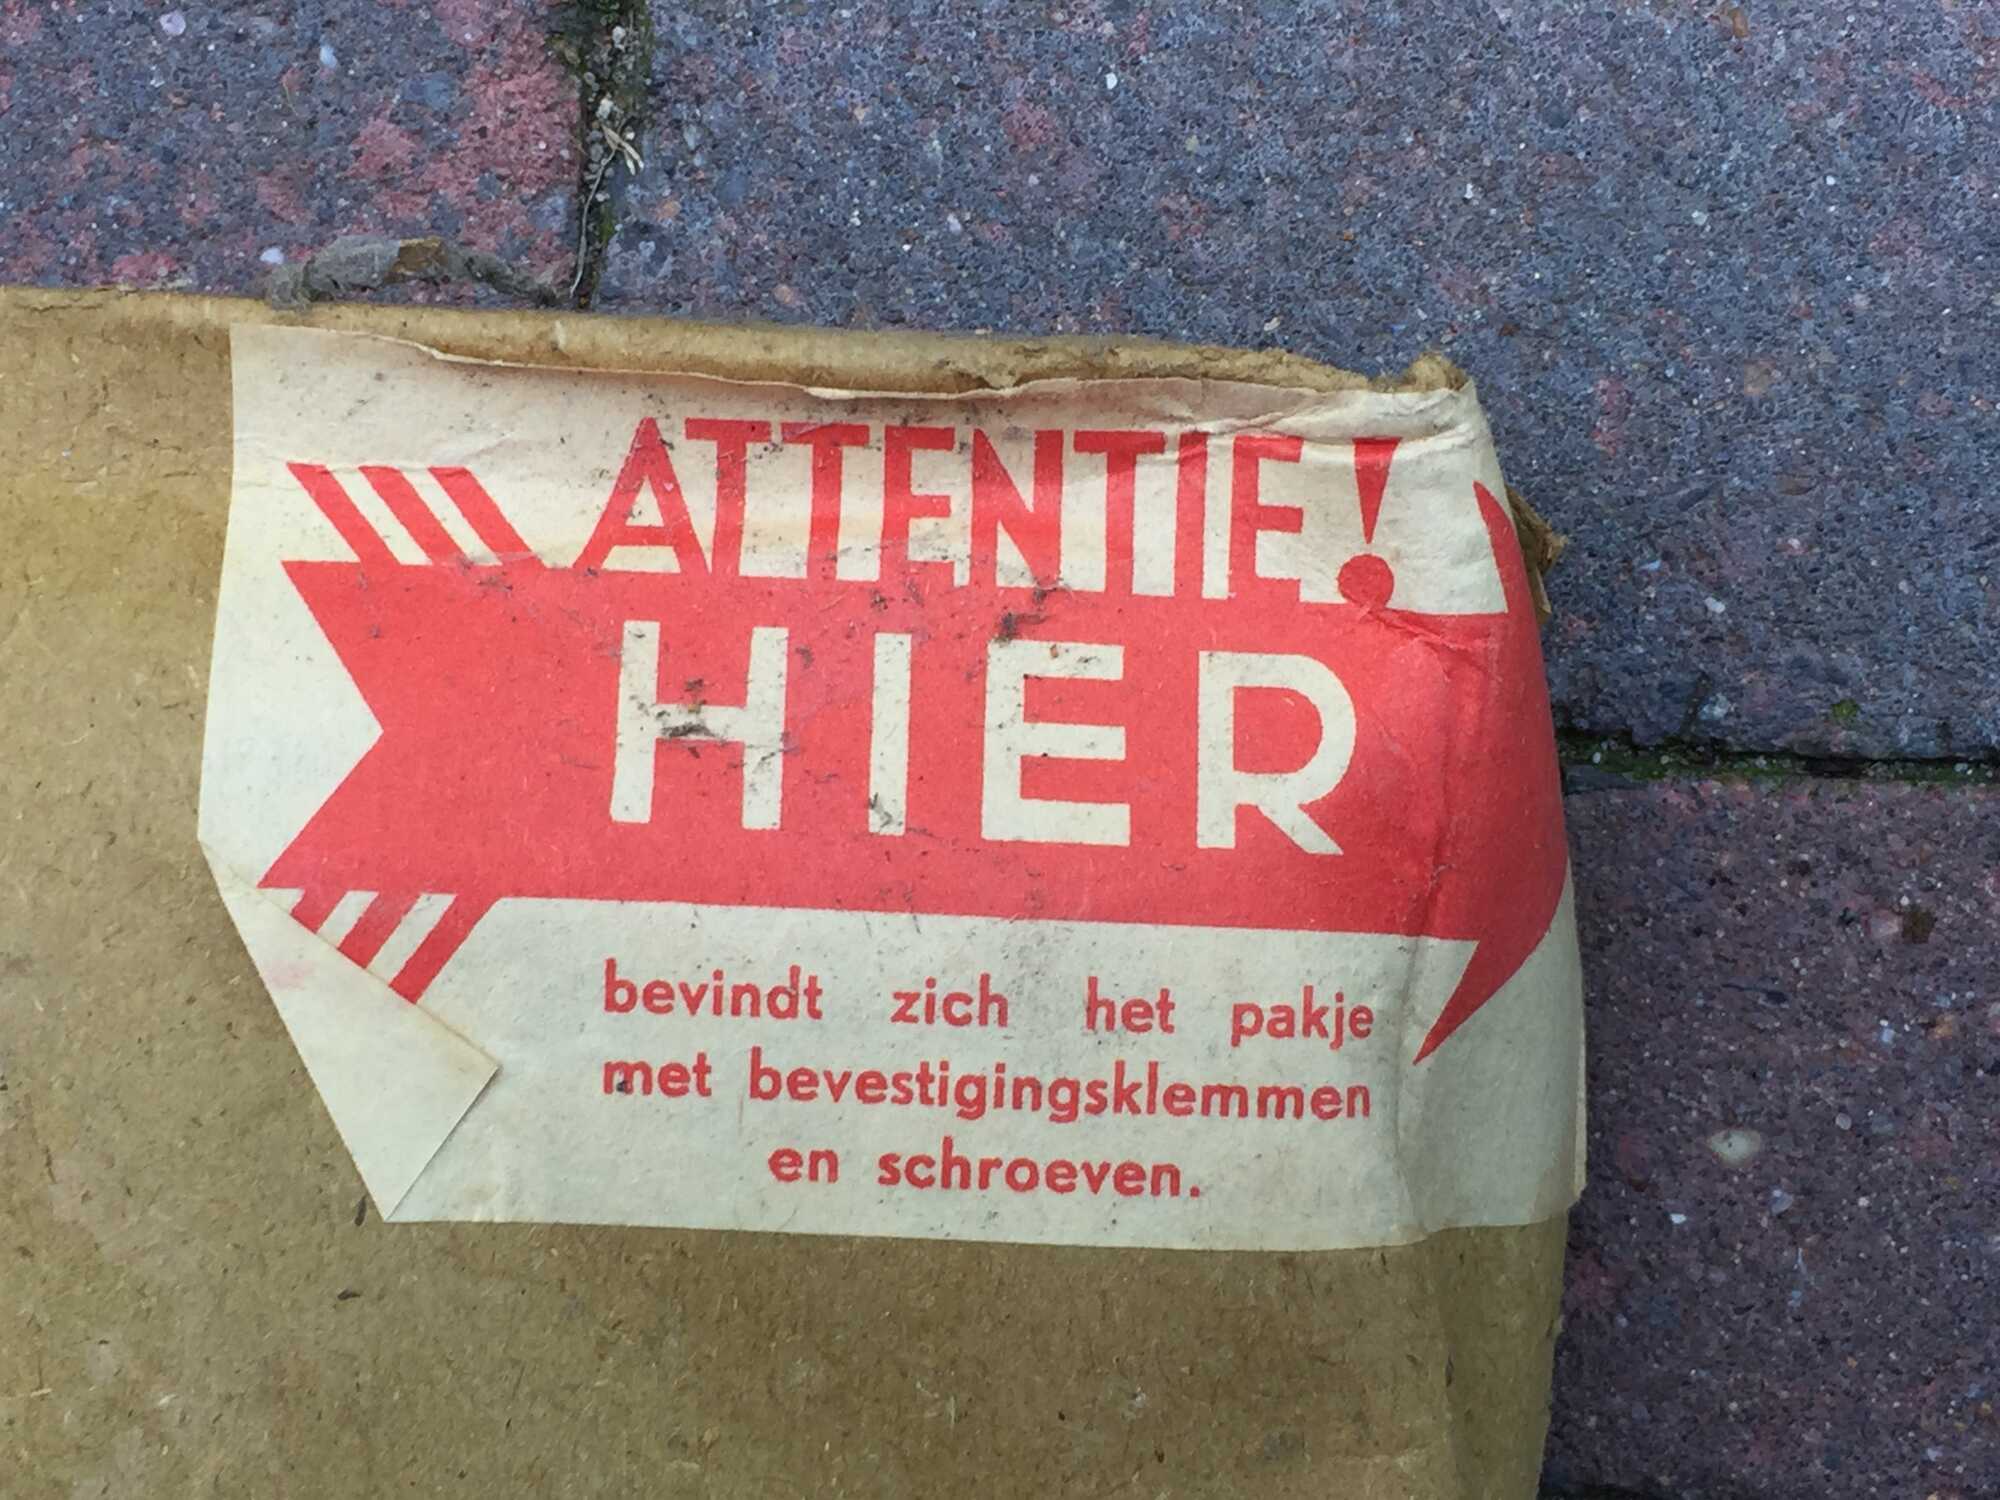 ATTENTIE!
HIER
bevindt zich het pakje
met bevestigingsklemmen
en schroeven.